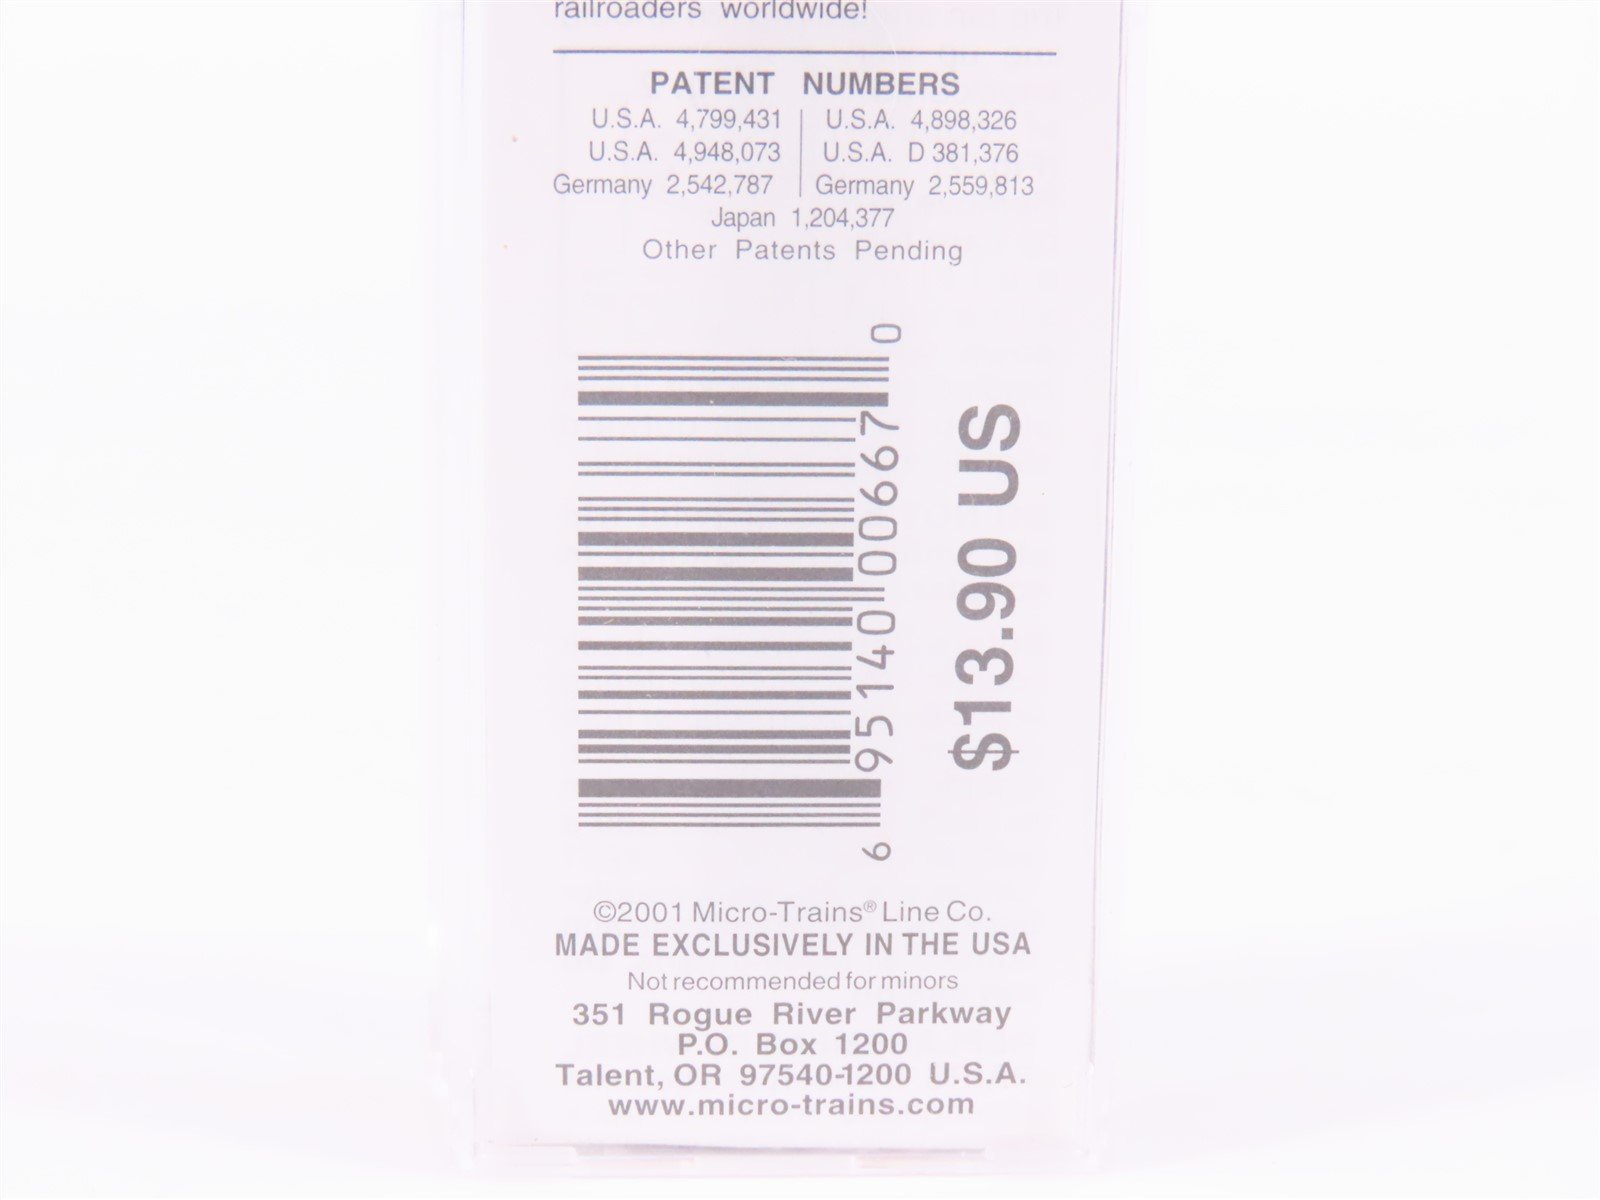 railroaders worldwide!
PATENT NUMBERS
U.S.A. 4,799,431 U.S.A. 4,898,326
U.S.A. 4,948,073 U.S.A. D 381,376
Germany 2,542,787 Germany 2,559,813
Japan 1,204,377
Other Patents Pending
6 95140 00667 0
$13.90 US
©2001 Micro-Trains® Line Co.
MADE EXCLUSIVELY IN THE USA
Not recommended for minors
351 Rogue River Parkway
P.O. Box 1200
Talent, OR 97540-1200 U.S.A.
www.micro-trains.com